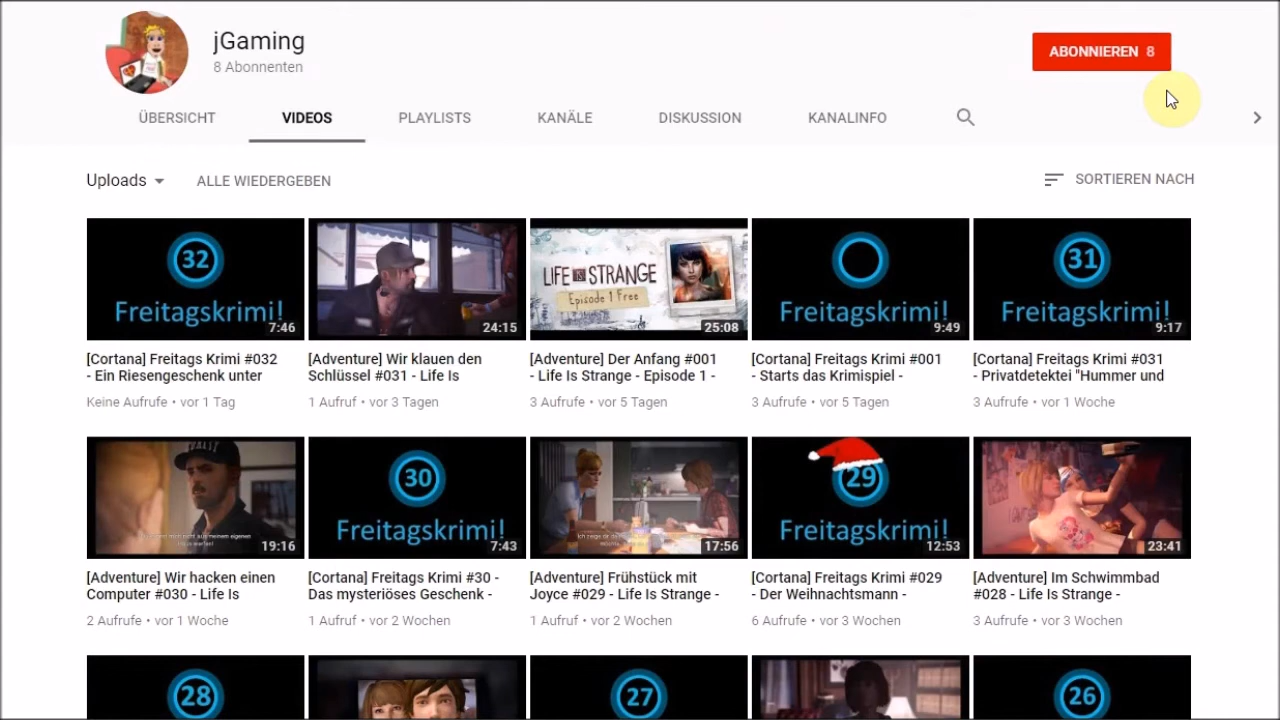 jGaming
8 Abonnenten
ABONNIEREN 8
ÜBERSICHT
VIDEOS
PLAYLISTS
KANÄLE
DISKUSSION
KANALINFO
Uploads
ALLE WIEDERGEBEN
SORTIEREN NACH
32
Freitagskrimi!
7:46
24:15
LIFE IS STRANGE
Episode 1 Free
25:08
Freitagskrimi!
9:49
31
Freitagskrimi!
9:17
[Cortana] Freitags Krimi #032
- Ein Riesengeschenk unter
Keine Aufrufe • vor 1 Tag
[Adventure] Wir klauen den
Schlüssel #031 - Life Is
1 Aufruf • vor 3 Tagen
[Adventure] Der Anfang #001
- Life Is Strange - Episode 1 -
3 Aufrufe • vor 5 Tagen
[Cortana] Freitags Krimi #001
- Starts das Krimispiel -
3 Aufrufe • vor 5 Tagen
[Cortana] Freitags Krimi #031
- Privatdetektei "Hummer und
3 Aufrufe • vor 1 Woche
19:16
30
Freitagskrimi!
7:43
17:56
29
Freitagskrimi!
12:53
23:41
[Adventure] Wir hacken einen
Computer #030 - Life Is
2 Aufrufe • vor 1 Woche
[Cortana] Freitags Krimi #30 -
Das mysteriöses Geschenk -
1 Aufruf • vor 2 Wochen
[Adventure] Frühstück mit
Joyce #029 - Life Is Strange -
1 Aufruf • vor 2 Wochen
[Cortana] Freitags Krimi #029
- Der Weihnachtsmann -
6 Aufrufe • vor 3 Wochen
[Adventure] Im Schwimmbad
#028 - Life Is Strange -
3 Aufrufe • vor 3 Wochen
28
27
26